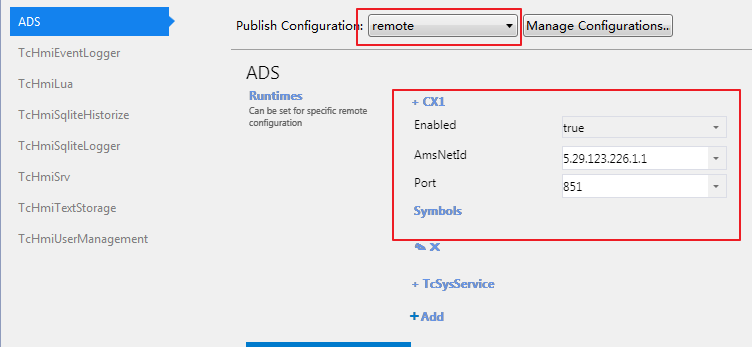 ADS
TcHmiEventLogger
TcHmiLua
TcHmiSqliteHistorize
TcHmiSqliteLogger
TcHmiSrv
TcHmiTextStorage
TcHmiUserManagement
Publish Configuration: remote Manage Configurations..
ADS
Runtimes
Can be set for specific remote
configuration
+ CX1
Enabled true
AmsNetId 5.29.123.226.1.1
Port 851
Symbols
+ TcSysService
+ Add